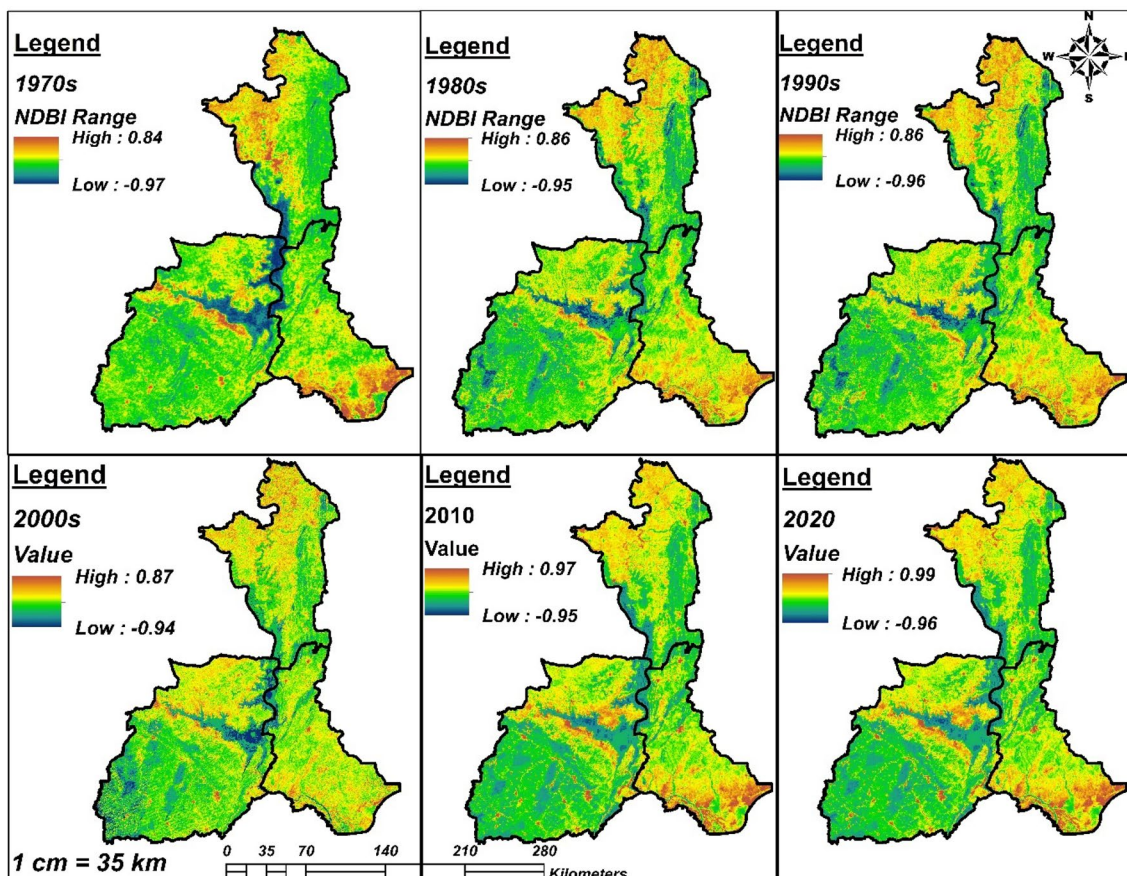 Legend
1970s
NDBI Range
High : 0.84
Low : -0.97
Legend
1980s
NDBI Range
High : 0.86
Low : -0.95
Legend
1990s
NDBI Range
High : 0.86
Low : -0.96
N
W
S
Legend
2000s
Value
High : 0.87
Low : -0.94
Legend
2010
Value
High : 0.97
Low : -0.95
Legend
2020
Value
High : 0.99
Low : -0.96
1 cm = 35 km
0 35 70 140 210 280
Kilometers